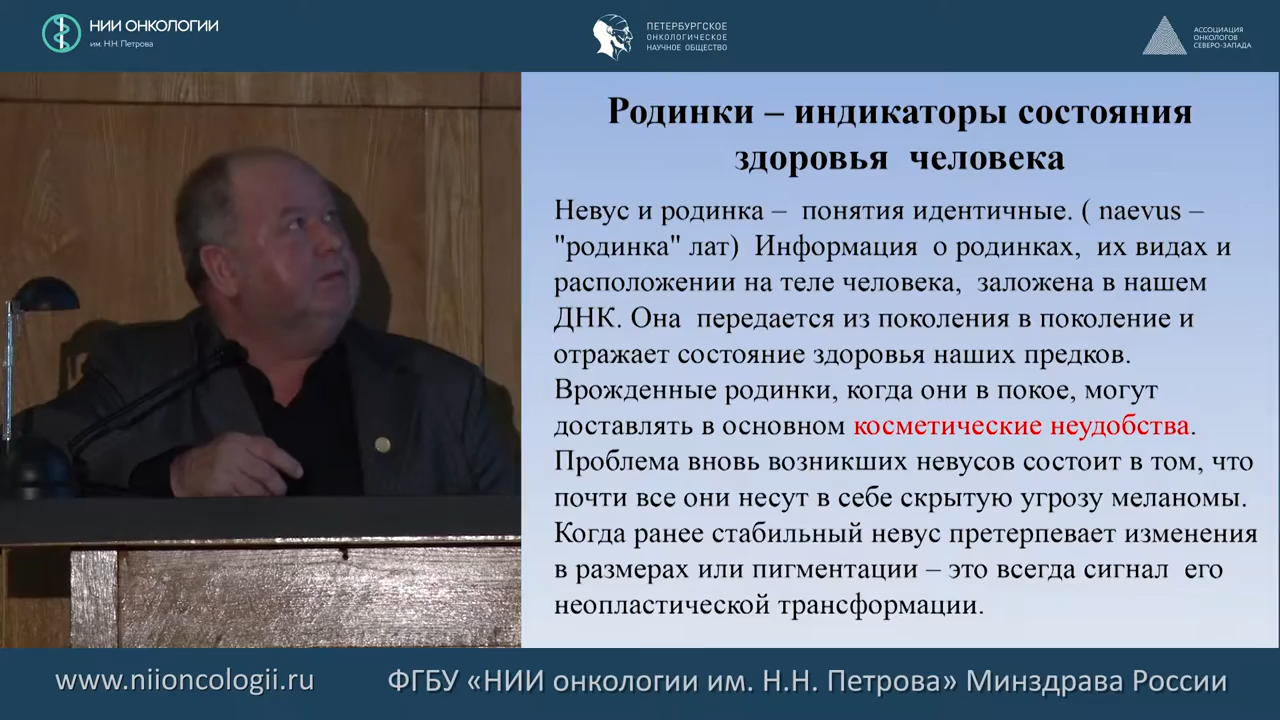 НИИ ОНКОЛОГИИ
им. Н.Н. Петрова
ПЕТЕРБУРГСКОЕ
ОНКОЛОГИЧЕСКОЕ
НАУЧНОЕ ОБЩЕСТВО
АССОЦИАЦИЯ
ОНКОЛОГОВ
СЕВЕРО-ЗАПАДА
Родинки – индикаторы состояния
здоровья человека
Невус и родинка – понятия идентичные. ( naevus –
"родинка" лат) Информация о родинках, их видах и
расположении на теле человека, заложена в нашем
ДНК. Она передается из поколения в поколение и
отражает состояние здоровья наших предков.
Врожденные родинки, когда они в покое, могут
доставлять в основном косметические неудобства.
Проблема вновь возникших невусов состоит в том, что
почти все они несут в себе скрытую угрозу меланомы.
Когда ранее стабильный невус претерпевает изменения
в размерах или пигментации – это всегда сигнал его
неопластической трансформации.
www.niioncologii.ru
ФГБУ «НИИ онкологии им. Н.Н. Петрова» Минздрава России